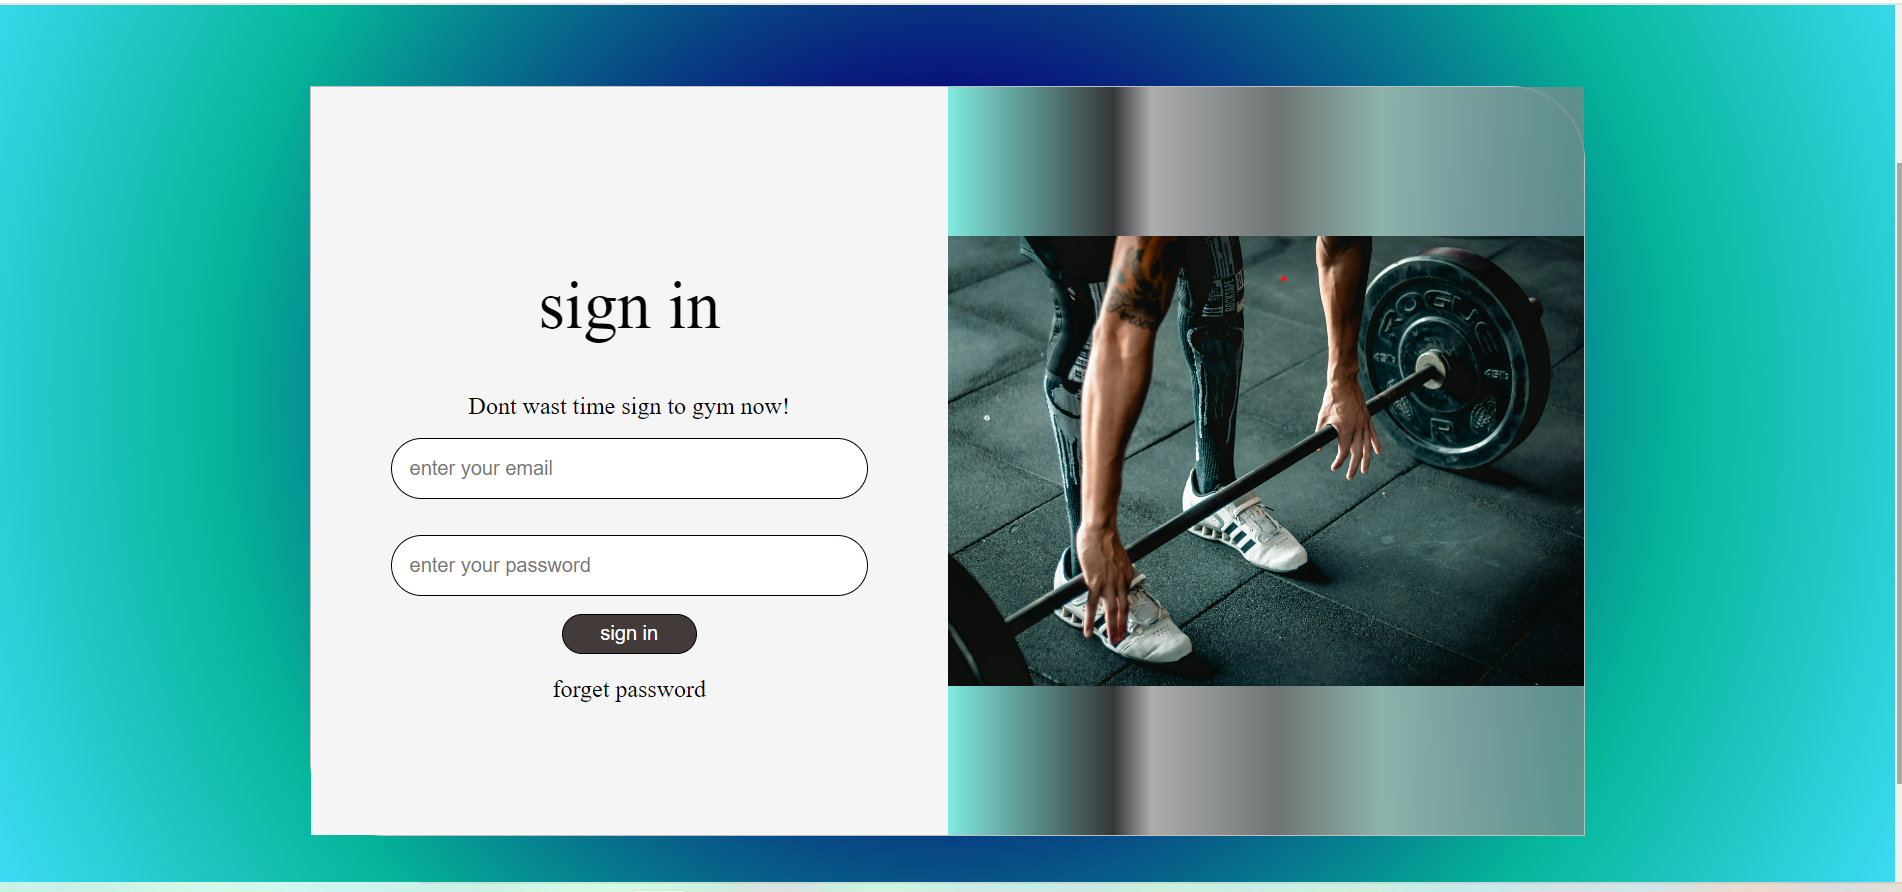 sign in
Dont wast time sign to gym now!
enter your email
enter your password
sign in
forget password
ROGUE